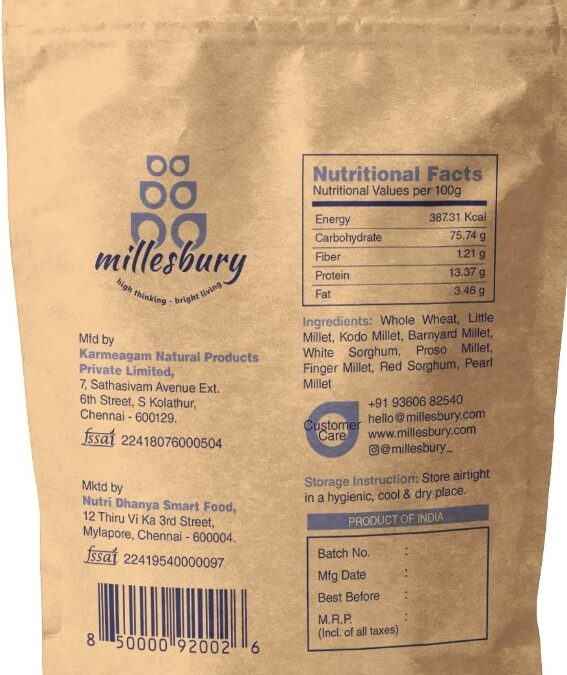 millesbury
high thinking - bright living
Mfd by
Karmeagam Natural Products
Private Limited,
7, Sathasivam Avenue Ext.
6th Street, S Kolathur,
Chennai - 600129.
fssai 22418076000504
Mktd by
Nutri Dhanya Smart Food,
12 Thiru Vi Ka 3rd Street,
Mylapore, Chennai - 600004.
fssai 22419540000097
8 50000 92002 6
Nutritional Facts
Nutritional Values per 100g
Energy 387.31 Kcal
Carbohydrate 75.74 g
Fiber 1.21 g
Protein 13.37 g
Fat 3.46 g
Ingredients: Whole Wheat, Little
Millet, Kodo Millet, Barnyard Millet,
White Sorghum, Proso Millet,
Finger Millet, Red Sorghum, Pearl
Millet
Customer
Care
+91 93606 82540
hello@millesbury.com
www.millesbury.com
@millesbury_
Storage Instruction: Store airtight
in a hygienic, cool & dry place.
PRODUCT OF INDIA
Batch No. :
Mfg Date :
Best Before :
M.R.P. :
(Incl. of all taxes)